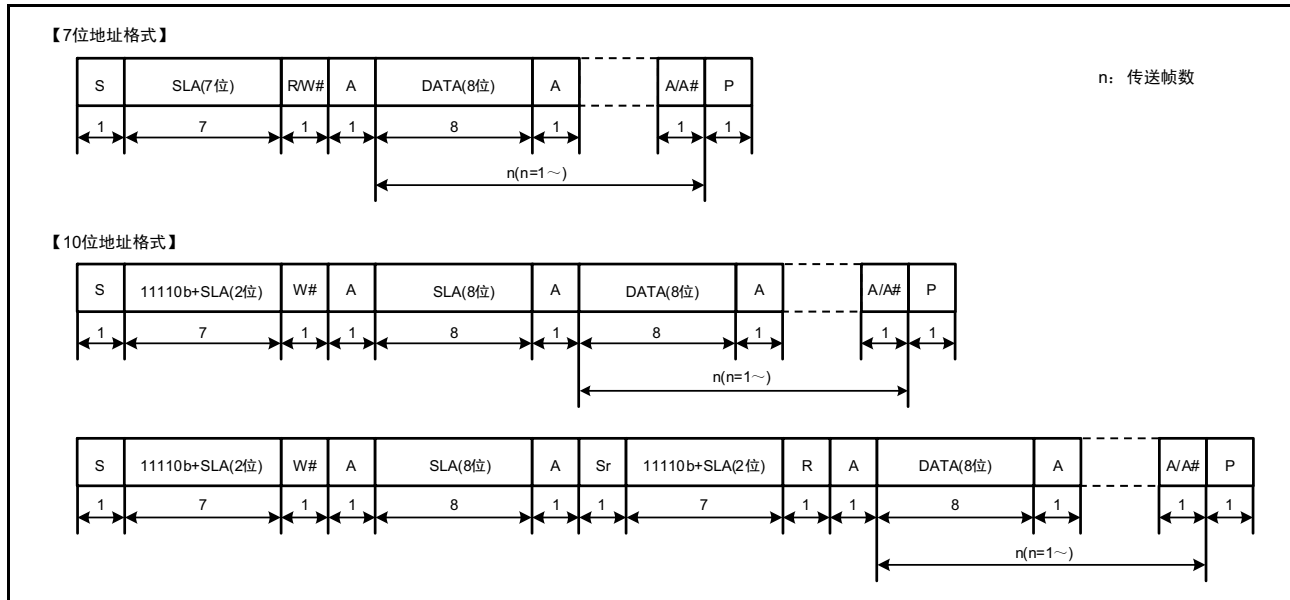 【7位地址格式】
S SLA(7位) R/W# A DATA(8位) A A/A# P
n：传送帧数
1 7 1 1 8 1 1 1
n(n=1～)
【10位地址格式】
S 11110b+SLA(2位) W# A SLA(8位) A DATA(8位) A A/A# P
1 7 1 1 8 1 8 1 1 1
n(n=1～)
S 11110b+SLA(2位) W# A SLA(8位) A Sr 11110b+SLA(2位) R A DATA(8位) A A/A# P
1 7 1 1 8 1 1 7 1 1 8 1 1 1
n(n=1～)